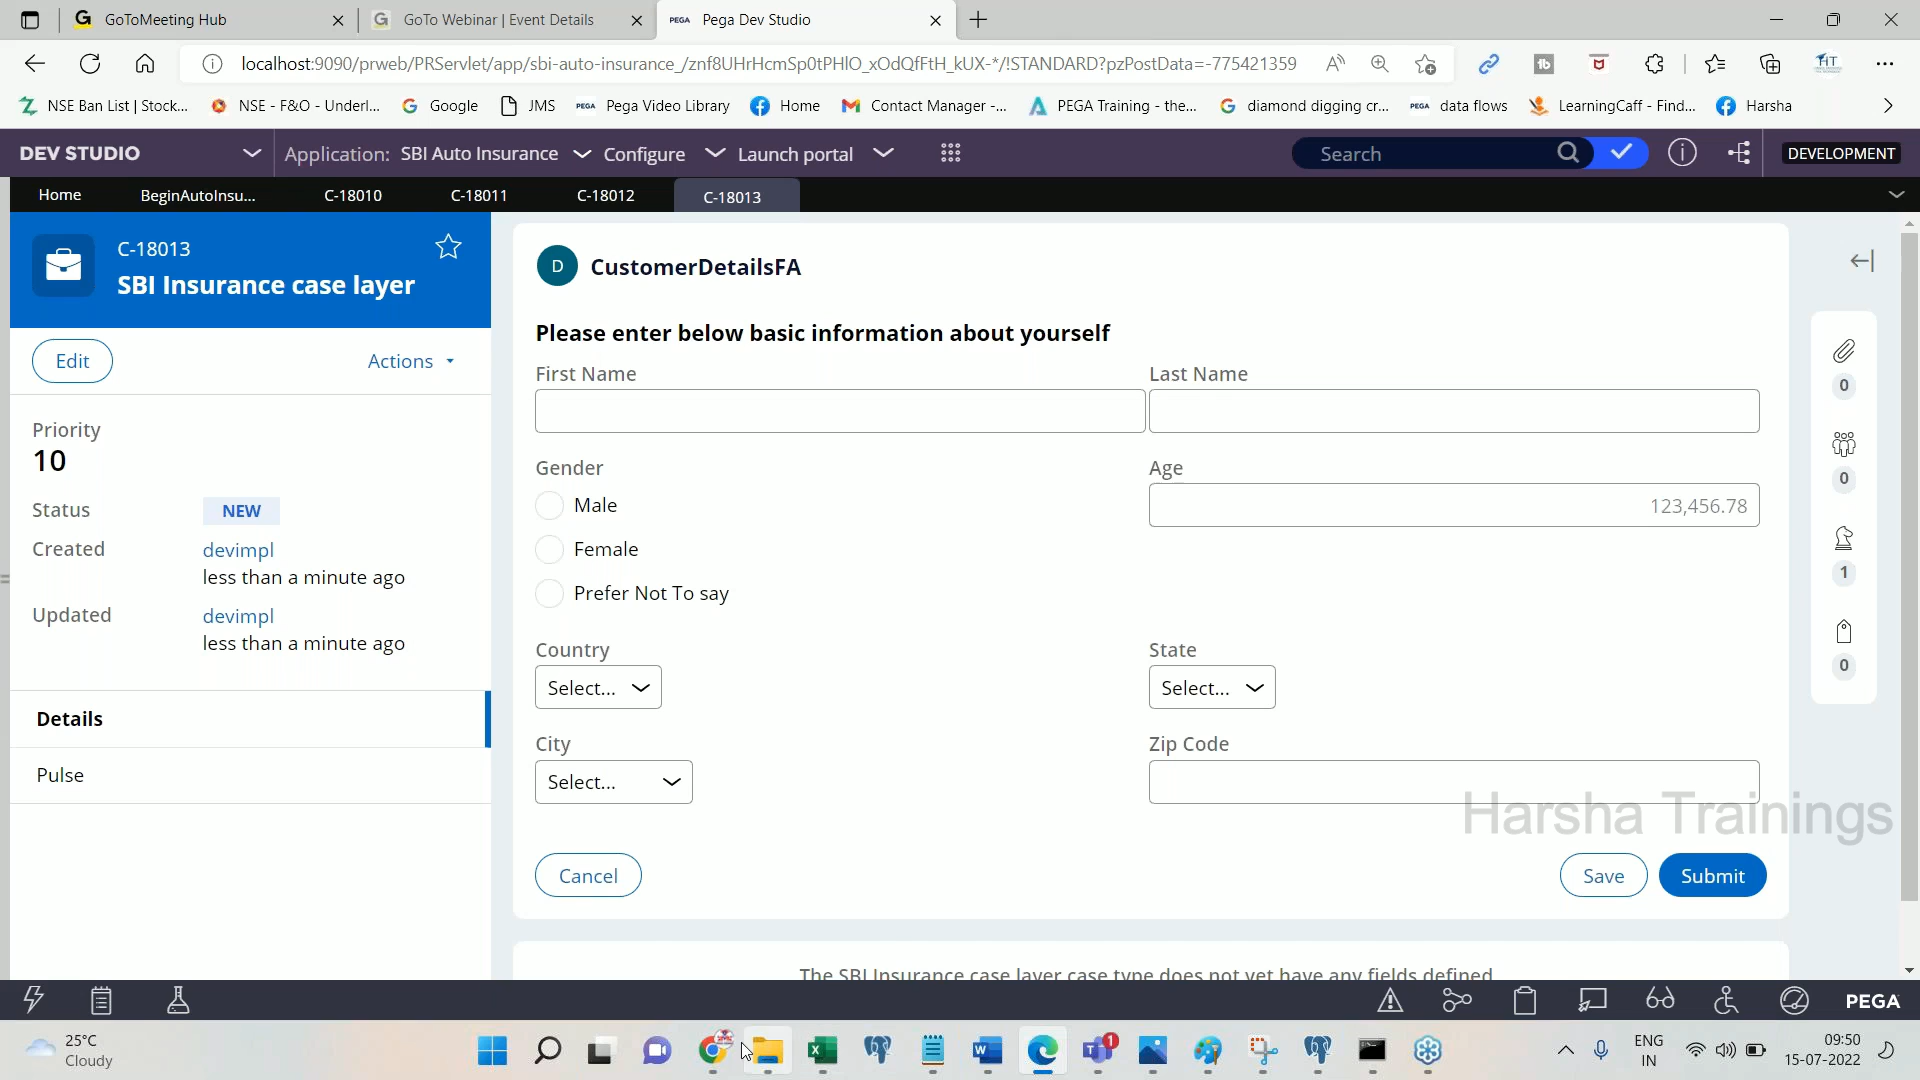 GoToMeeting Hub
GoTo Webinar | Event Details
PEGA Pega Dev Studio
localhost:9090/prweb/PRServlet/app/sbi-auto-insurance_/znf8UHrHcmSp0tPHlO_xOdQfFtH_kUX-*/!STANDARD?pzPostData=-775421359
NSE Ban List | Stock...
NSE - F&O - Underl...
Google
JMS
PEGA Pega Video Library
Home
Contact Manager -...
PEGA Training - the...
diamond digging cr...
PEGA data flows
LearningCaff - Find...
Harsha
DEV STUDIO
Application: SBI Auto Insurance
Configure
Launch portal
Search
DEVELOPMENT
Home
BeginAutoInsu...
C-18010
C-18011
C-18012
C-18013
C-18013
SBI Insurance case layer
Edit
Actions
Priority
10
Status NEW
Created devimpl
less than a minute ago
Updated devimpl
less than a minute ago
Details
Pulse
D CustomerDetailsFA
Please enter below basic information about yourself
First Name
Last Name
Gender
Male
Female
Prefer Not To say
Age
123,456.78
Country
Select...
State
Select...
City
Select...
Zip Code
Cancel
Save
Submit
The SBI Insurance case layer case type does not yet have any fields defined
0
0
1
0
Harsha Trainings
PEGA
25°C
Cloudy
1
ENG
IN
09:50
15-07-2022